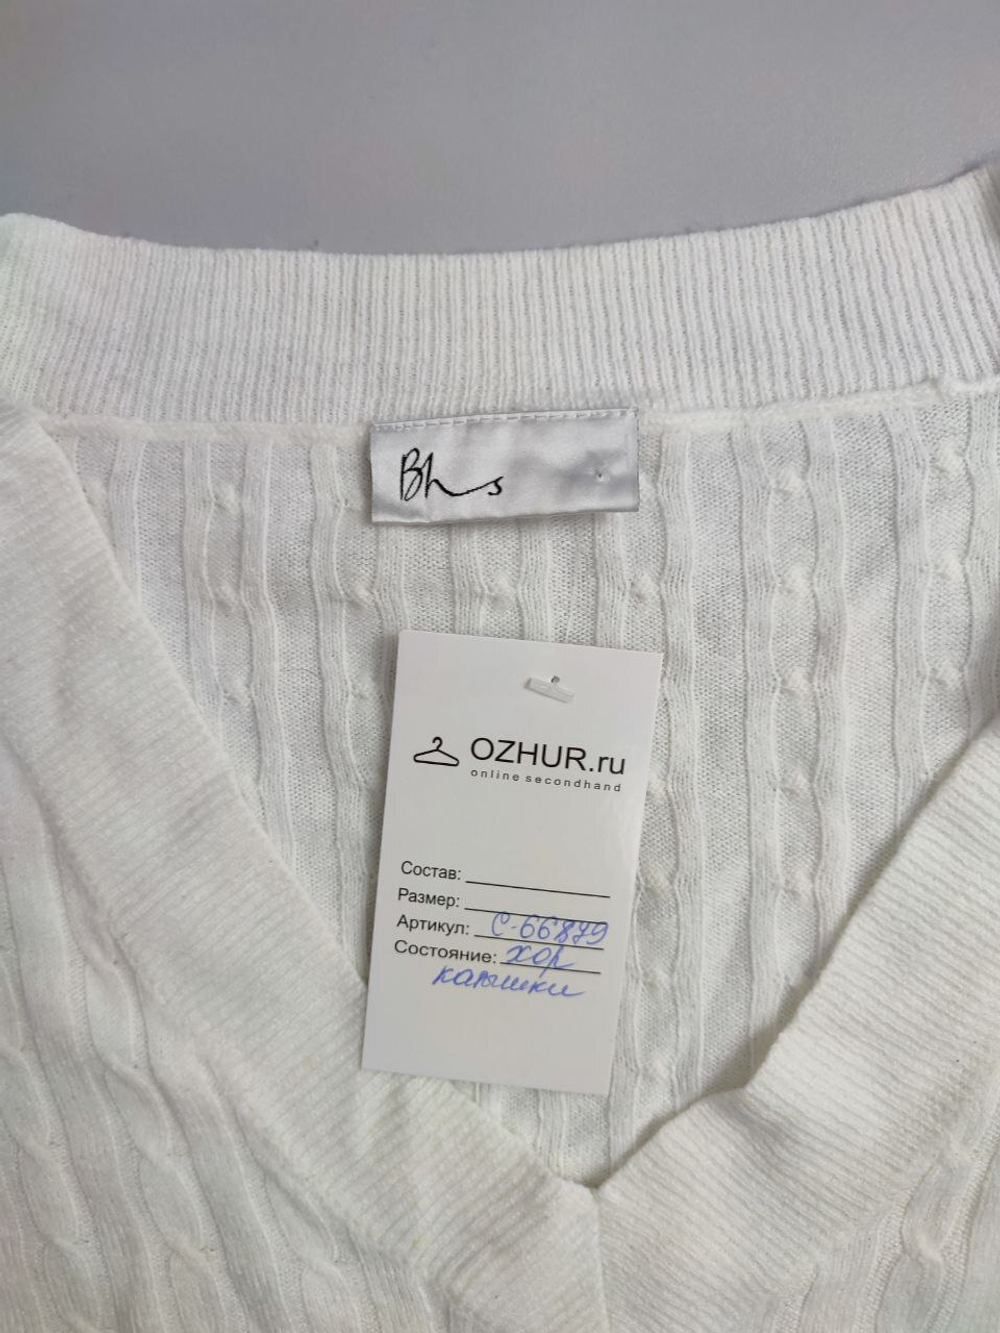 Bhs
OZHUR.ru
online secondhand
Состав:
Размер:
Артикул: С-66879
Состояние: хор
катышки